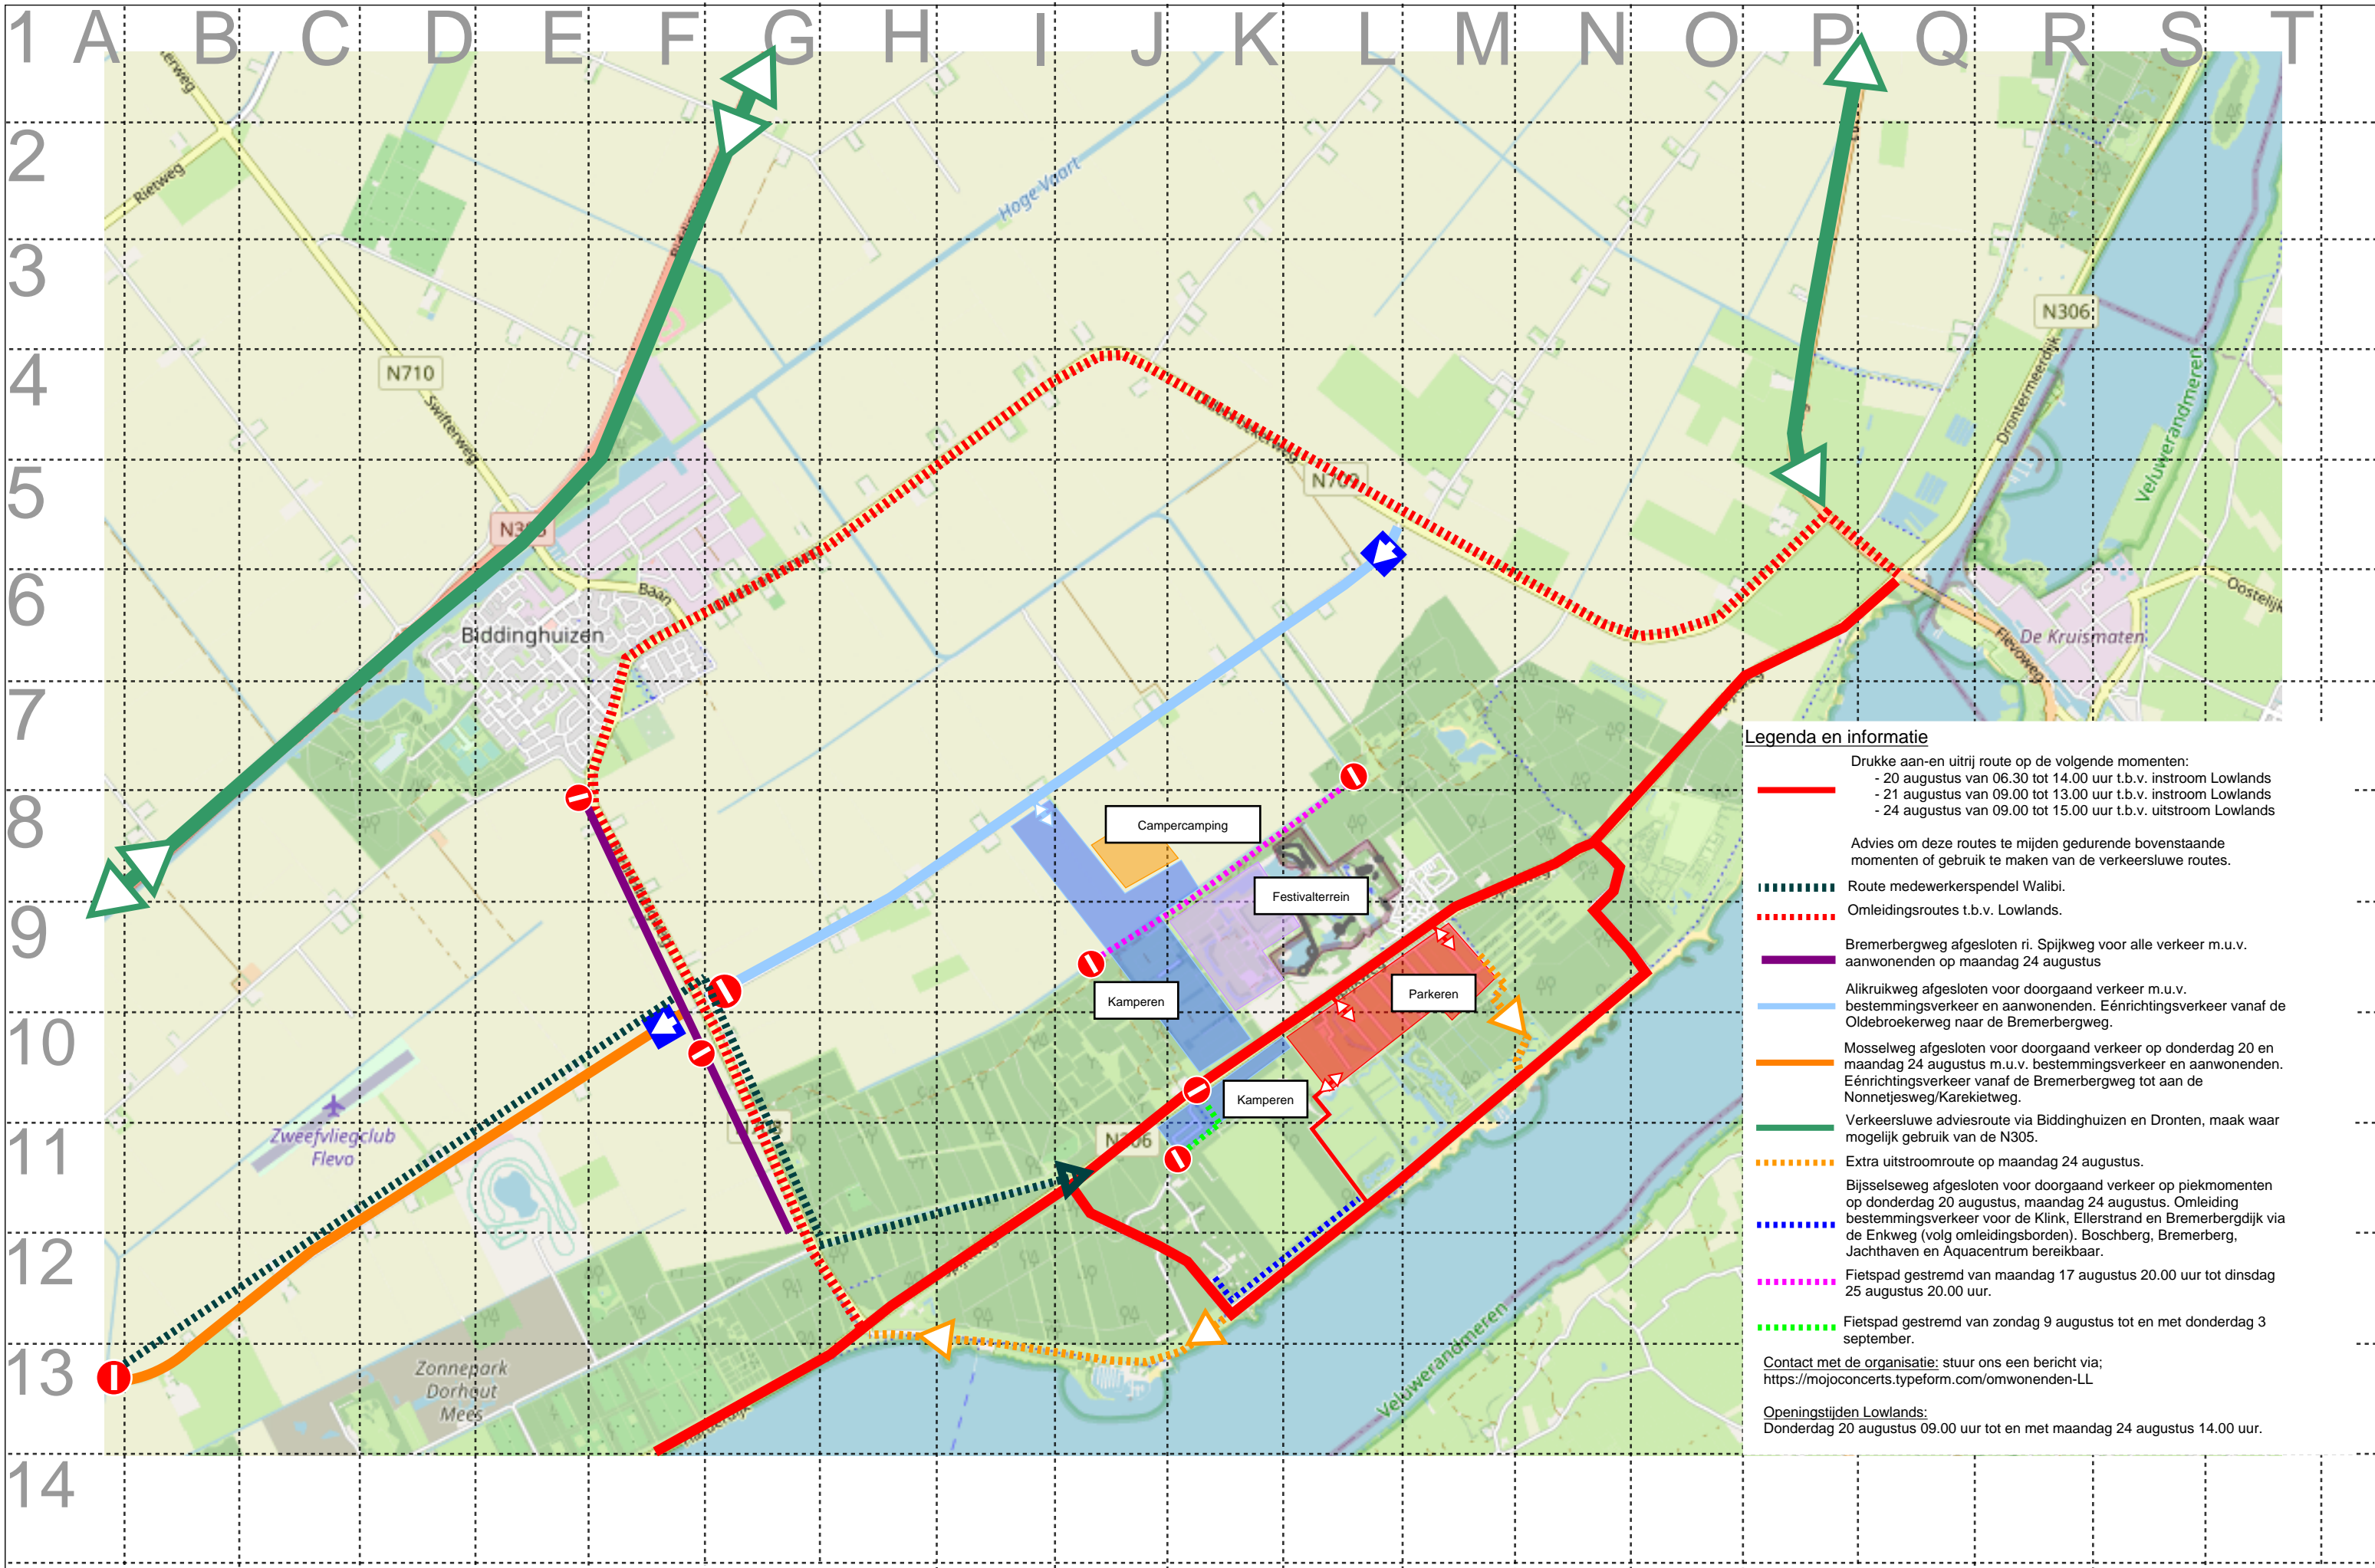 1 A B C D E F G H I J K L M N O P Q R S T
2
3
4
5
6
7
8
9
10
11
12
13
14
Rietweg
Hoge Vaart
N306
N710
Swifterweg
Drontermeerdijk
Veluwerandmeren
Baan
Biddinghuizen
Oostelijk
De Kruismaten
Flevoweg
Campercamping
Festivalterrein
Kamperen
Parkeren
Kamperen
Zweefvliegclub
Flevo
N306
Zonnepark
Dorhout
Mees
Veluwerandmeren
Legenda en informatie
Drukke aan-en uitrij route op de volgende momenten:
- 20 augustus van 06.30 tot 14.00 uur t.b.v. instroom Lowlands
- 21 augustus van 09.00 tot 13.00 uur t.b.v. instroom Lowlands
- 24 augustus van 09.00 tot 15.00 uur t.b.v. uitstroom Lowlands
Advies om deze routes te mijden gedurende bovenstaande
momenten of gebruik te maken van de verkeersluwe routes.
Route medewerkerspendel Walibi.
Omleidingsroutes t.b.v. Lowlands.
Bremerbergweg afgesloten ri. Spijkweg voor alle verkeer m.u.v.
aanwonenden op maandag 24 augustus
Alikruikweg afgesloten voor doorgaand verkeer m.u.v.
bestemmingsverkeer en aanwonenden. Eénrichtingsverkeer vanaf de
Oldebroekerweg naar de Bremerbergweg.
Mosselweg afgesloten voor doorgaand verkeer op donderdag 20 en
maandag 24 augustus m.u.v. bestemmingsverkeer en aanwonenden.
Eénrichtingsverkeer vanaf de Bremerbergweg tot aan de
Nonnetjesweg/Karekietweg.
Verkeersluwe adviesroute via Biddinghuizen en Dronten, maak waar
mogelijk gebruik van de N305.
Extra uitstroomroute op maandag 24 augustus.
Bijsselseweg afgesloten voor doorgaand verkeer op piekmomenten
op donderdag 20 augustus, maandag 24 augustus. Omleiding
bestemmingsverkeer voor de Klink, Ellerstrand en Bremerbergdijk via
de Enkweg (volg omleidingsborden). Boschberg, Bremerberg,
Jachthaven en Aquacentrum bereikbaar.
Fietspad gestremd van maandag 17 augustus 20.00 uur tot dinsdag
25 augustus 20.00 uur.
Fietspad gestremd van zondag 9 augustus tot en met donderdag 3
september.
Contact met de organisatie: stuur ons een bericht via;
https://mojoconcerts.typeform.com/omwonenden-LL
Openingstijden Lowlands:
Donderdag 20 augustus 09.00 uur tot en met maandag 24 augustus 14.00 uur.